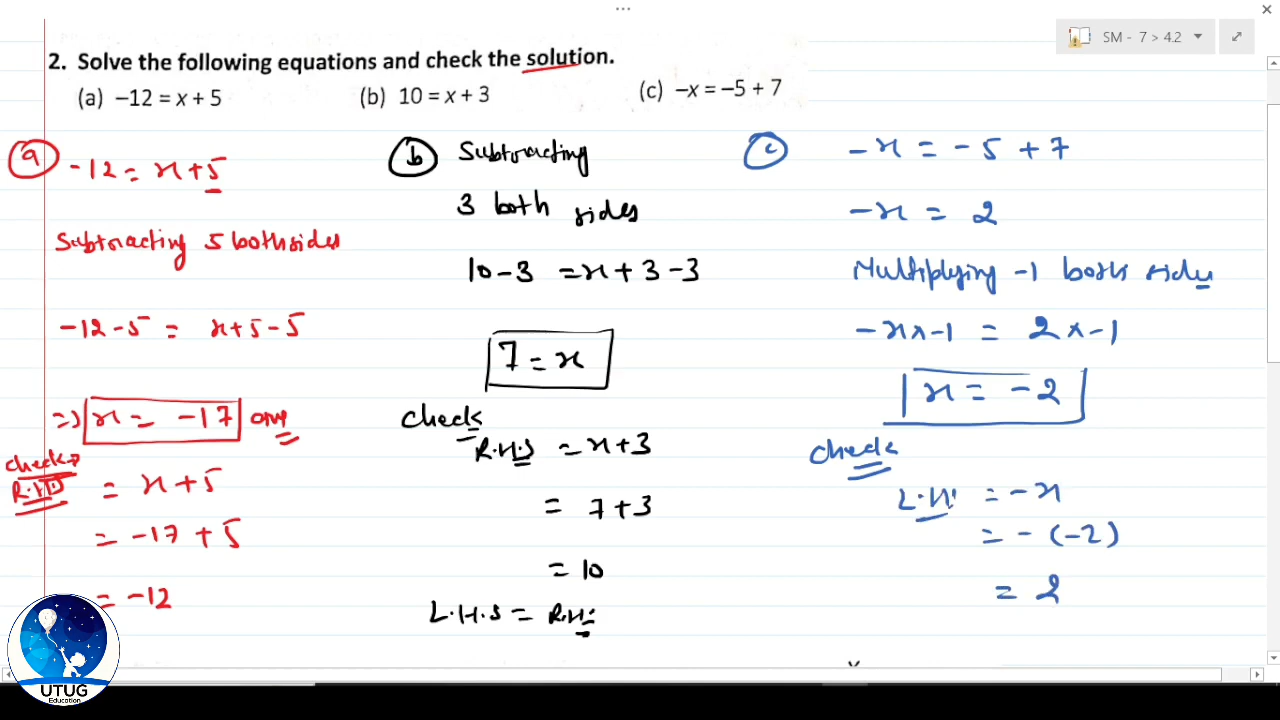 SM - 7 > 4.2
2. Solve the following equations and check the solution.
(a) −12 = x + 5 (b) 10 = x + 3 (c) −x = −5 + 7
a
-12 = x + 5
Subtracting 5 both sides
-12 - 5 = x + 5 - 5
=> x = -17 ans
check
R.H.S = x + 5
= -17 + 5
= -12
b Subtracting
3 both sides
10 - 3 = x + 3 - 3
7 = x
check
R.H.S = x + 3
= 7 + 3
= 10
L.H.S = R.H.
c
-x = -5 + 7
-x = 2
Multiplying -1 both sides
-x x -1 = 2 x -1
x = -2
check
L.H. = -x
= - (-2)
= 2
UTUG
Education